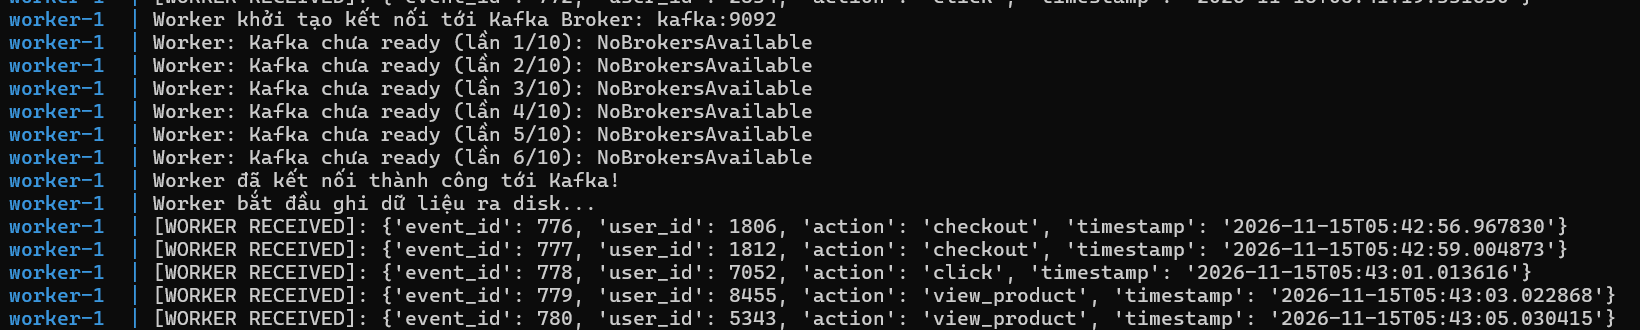 worker-1 | Worker khởi tạo kết nối tới Kafka Broker: kafka:9092
worker-1 | Worker: Kafka chưa ready (lần 1/10): NoBrokersAvailable
worker-1 | Worker: Kafka chưa ready (lần 2/10): NoBrokersAvailable
worker-1 | Worker: Kafka chưa ready (lần 3/10): NoBrokersAvailable
worker-1 | Worker: Kafka chưa ready (lần 4/10): NoBrokersAvailable
worker-1 | Worker: Kafka chưa ready (lần 5/10): NoBrokersAvailable
worker-1 | Worker: Kafka chưa ready (lần 6/10): NoBrokersAvailable
worker-1 | Worker đã kết nối thành công tới Kafka!
worker-1 | Worker bắt đầu ghi dữ liệu ra disk...
worker-1 | [WORKER RECEIVED]: {'event_id': 776, 'user_id': 1806, 'action': 'checkout', 'timestamp': '2026-11-15T05:42:56.967830'}
worker-1 | [WORKER RECEIVED]: {'event_id': 777, 'user_id': 1812, 'action': 'checkout', 'timestamp': '2026-11-15T05:42:59.004873'}
worker-1 | [WORKER RECEIVED]: {'event_id': 778, 'user_id': 7052, 'action': 'click', 'timestamp': '2026-11-15T05:43:01.013616'}
worker-1 | [WORKER RECEIVED]: {'event_id': 779, 'user_id': 8455, 'action': 'view_product', 'timestamp': '2026-11-15T05:43:03.022868'}
worker-1 | [WORKER RECEIVED]: {'event_id': 780, 'user_id': 5343, 'action': 'view_product', 'timestamp': '2026-11-15T05:43:05.030415'}